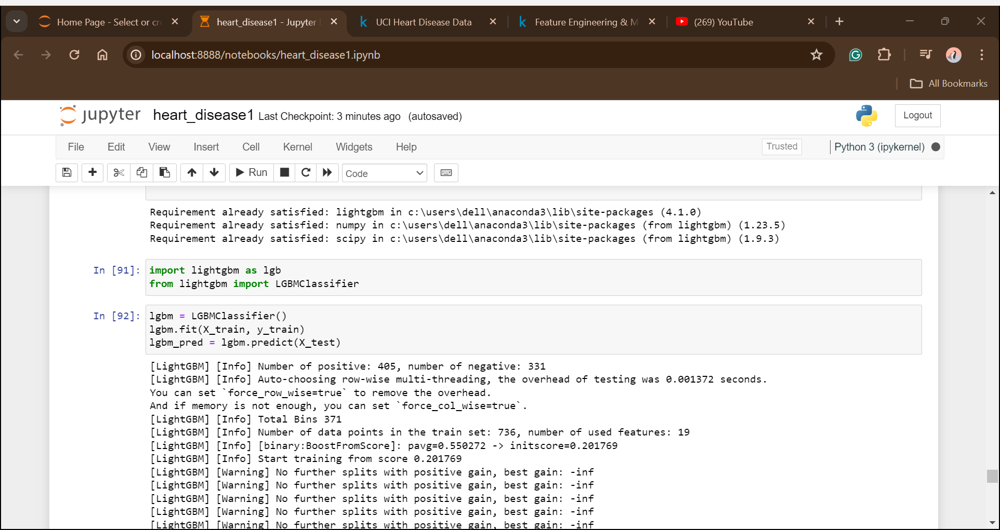 Home Page - Select or cr
heart_disease1 - Jupyter
UCI Heart Disease Data
Feature Engineering & M
(269) YouTube
localhost:8888/notebooks/heart_disease1.ipynb
All Bookmarks
jupyter heart_disease1 Last Checkpoint: 3 minutes ago (autosaved)
Logout
File Edit View Insert Cell Kernel Widgets Help
Trusted
Python 3 (ipykernel)
Run
Code
Requirement already satisfied: lightgbm in c:\users\dell\anaconda3\lib\site-packages (4.1.0)
Requirement already satisfied: numpy in c:\users\dell\anaconda3\lib\site-packages (from lightgbm) (1.23.5)
Requirement already satisfied: scipy in c:\users\dell\anaconda3\lib\site-packages (from lightgbm) (1.9.3)
In [91]: import lightgbm as lgb
from lightgbm import LGBMClassifier
In [92]: lgbm = LGBMClassifier()
lgbm.fit(X_train, y_train)
lgbm_pred = lgbm.predict(X_test)
[LightGBM] [Info] Number of positive: 405, number of negative: 331
[LightGBM] [Info] Auto-choosing row-wise multi-threading, the overhead of testing was 0.001372 seconds.
You can set `force_row_wise=true` to remove the overhead.
And if memory is not enough, you can set `force_col_wise=true`.
[LightGBM] [Info] Total Bins 371
[LightGBM] [Info] Number of data points in the train set: 736, number of used features: 19
[LightGBM] [Info] [binary:BoostFromScore]: pavg=0.550272 -> initscore=0.201769
[LightGBM] [Info] Start training from score 0.201769
[LightGBM] [Warning] No further splits with positive gain, best gain: -inf
[LightGBM] [Warning] No further splits with positive gain, best gain: -inf
[LightGBM] [Warning] No further splits with positive gain, best gain: -inf
[LightGBM] [Warning] No further splits with positive gain, best gain: -inf
[LightGBM] [Warning] No further splits with positive gain, best gain: -inf